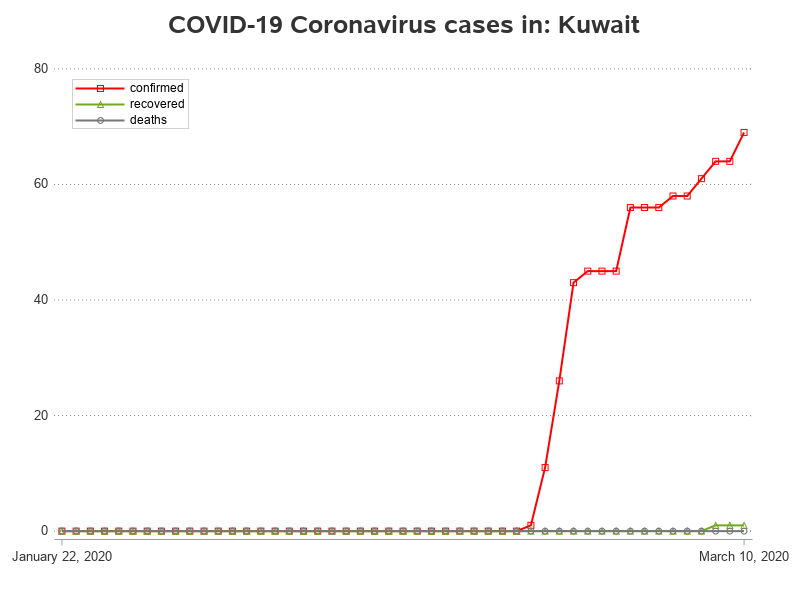 COVID-19 Coronavirus cases in: Kuwait
80
confirmed
recovered
deaths
60
40
20
0
January 22, 2020
March 10, 2020